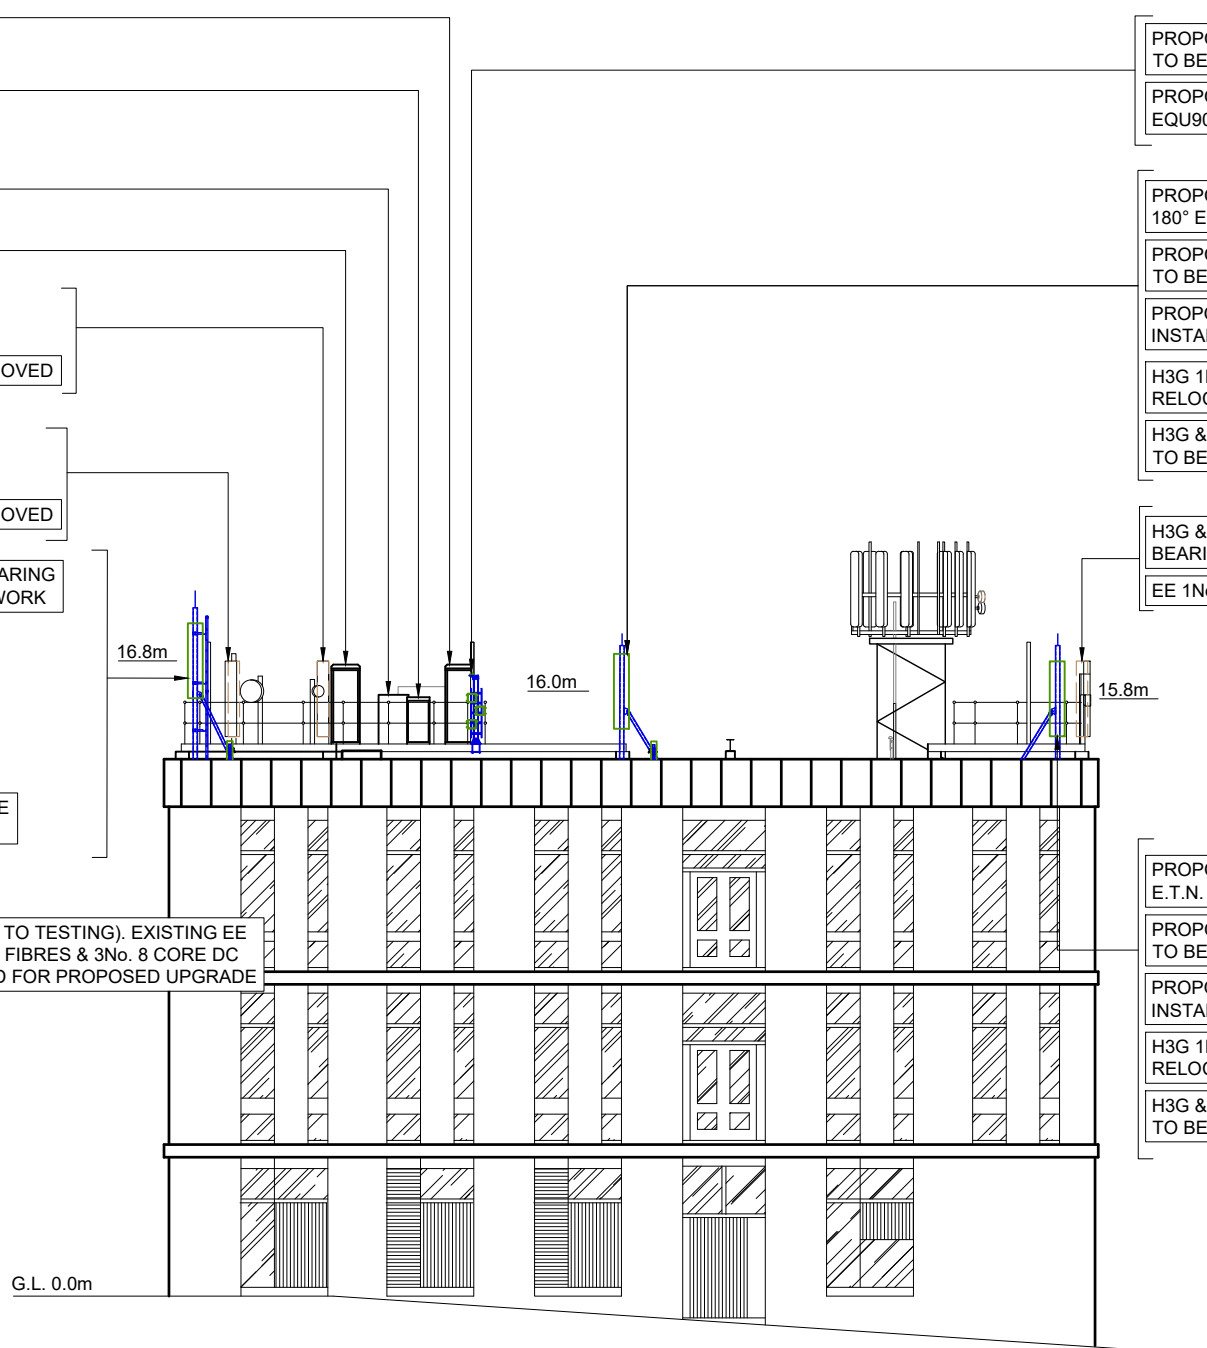 OVED
OVED
ARING
WORK
16.8m
E
TO TESTING). EXISTING EE
FIBRES & 3No. 8 CORE DC
D FOR PROPOSED UPGRADE
G.L. 0.0m
16.0m
15.8m
PROPO
TO BE
PROPO
EQU90
PROPO
180° E
PROPO
TO BE
PROPO
INSTAL
H3G 1
RELOC
H3G &
TO BE
H3G &
BEARI
EE 1No
PROPO
E.T.N.
PROPO
TO BE
PROPO
INSTAL
H3G 1
RELOC
H3G &
TO BE